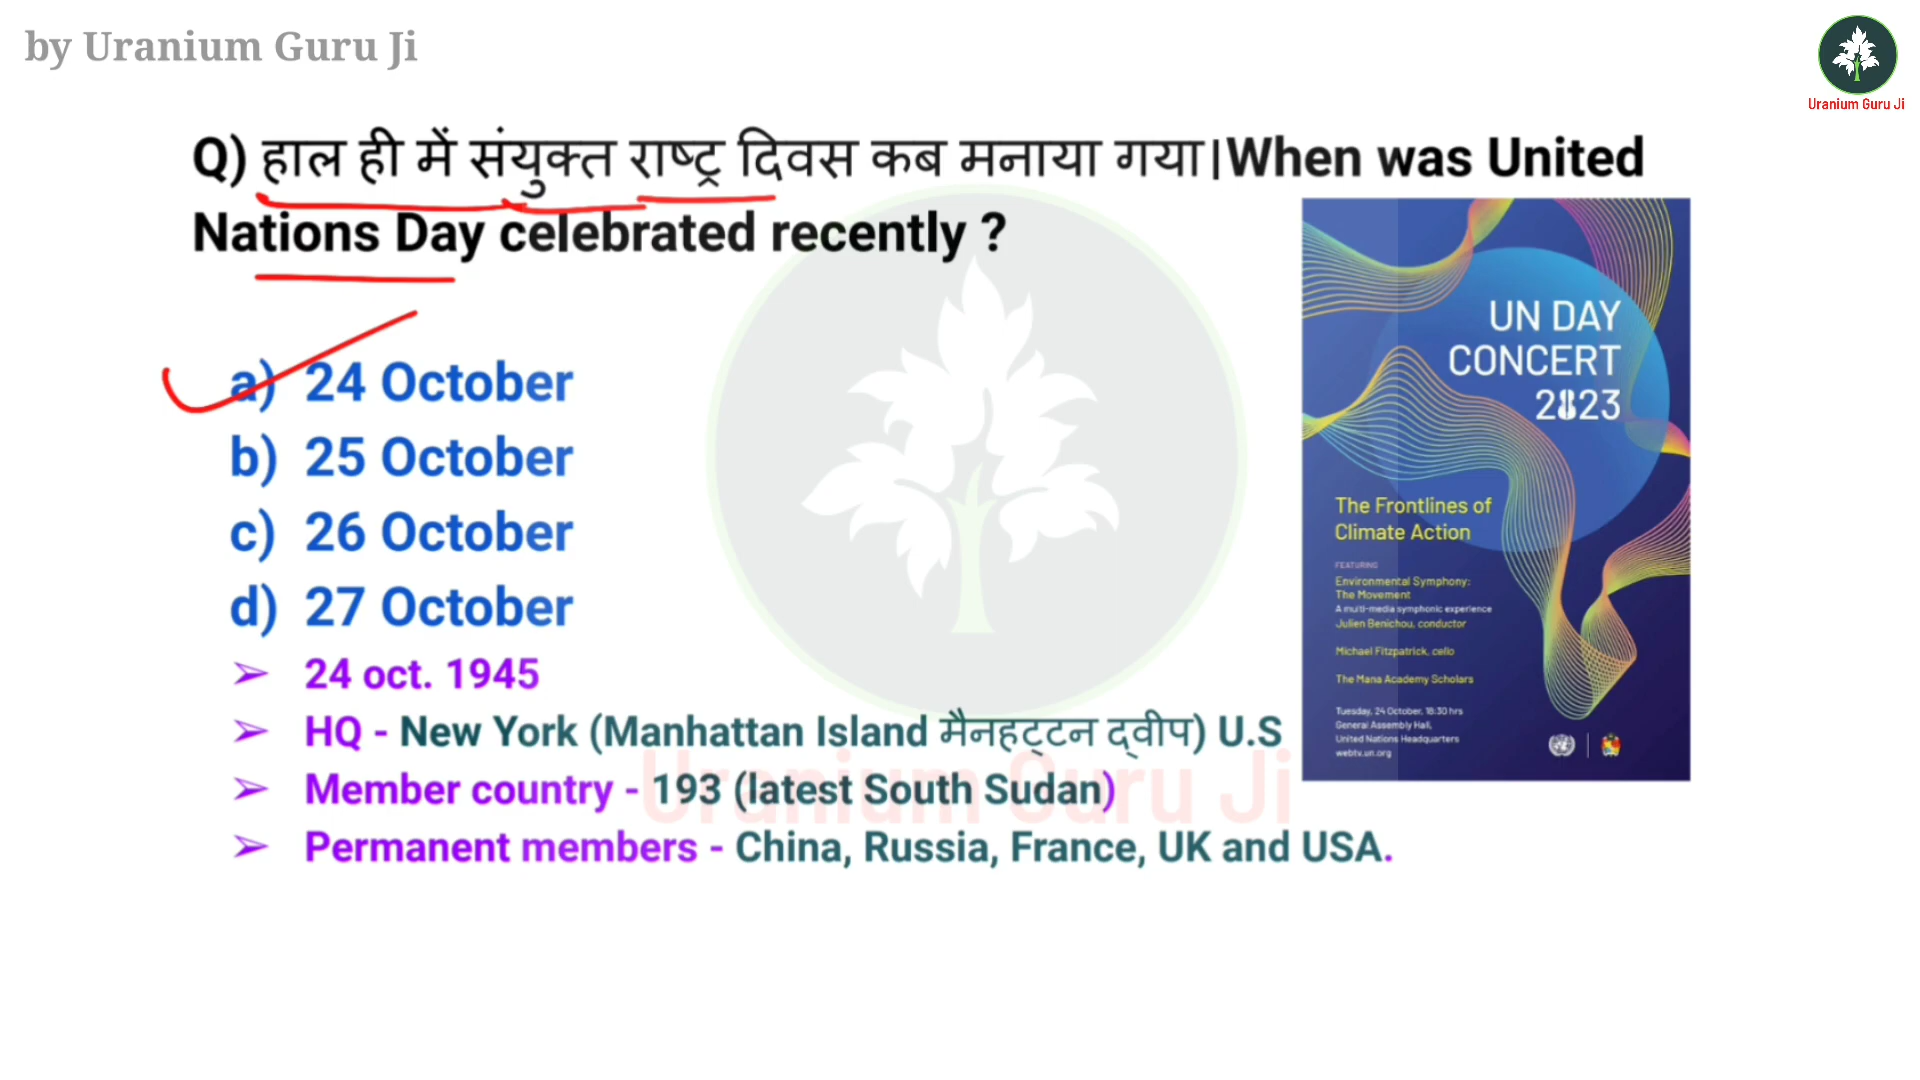 by Uranium Guru Ji
Uranium Guru Ji
Q) हाल ही में संयुक्त राष्ट्र दिवस कब मनाया गया|When was United
Nations Day celebrated recently ?
a) 24 October
b) 25 October
c) 26 October
d) 27 October
➢ 24 oct. 1945
➢ HQ - New York (Manhattan Island मैनहट्टन द्वीप) U.S
➢ Member country - 193 (latest South Sudan)
➢ Permanent members - China, Russia, France, UK and USA.
Uranium Guru Ji
UN DAY
CONCERT
2023
The Frontlines of
Climate Action
FEATURING
Environmental Symphony:
The Movement
A multi-media symphonic experience
Julien Benichou, conductor
Michael Fitzpatrick, cello
The Mana Academy Scholars
Tuesday, 24 October, 18:30 hrs
General Assembly Hall,
United Nations Headquarters
webtv.un.org